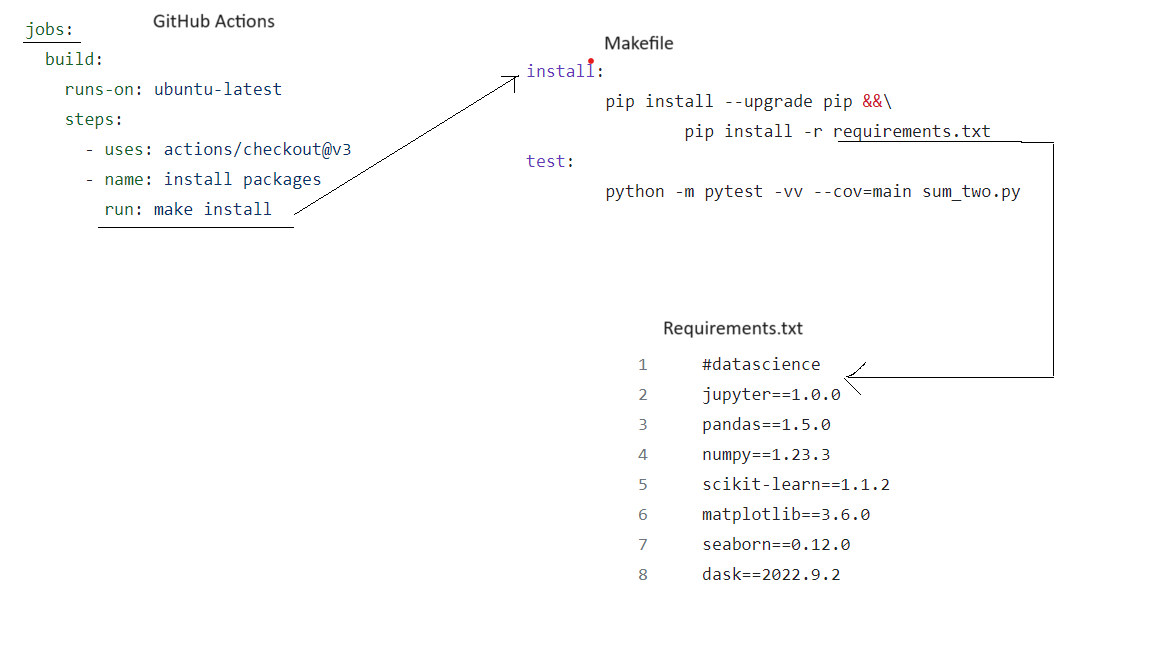 GitHub Actions
jobs:
build:
runs-on: ubuntu-latest
steps:
- uses: actions/checkout@v3
- name: install packages
run: make install
Makefile
install:
pip install --upgrade pip &&\
pip install -r requirements.txt
test:
python -m pytest -vv --cov=main sum_two.py
Requirements.txt
1 #datascience
2 jupyter==1.0.0
3 pandas==1.5.0
4 numpy==1.23.3
5 scikit-learn==1.1.2
6 matplotlib==3.6.0
7 seaborn==0.12.0
8 dask==2022.9.2